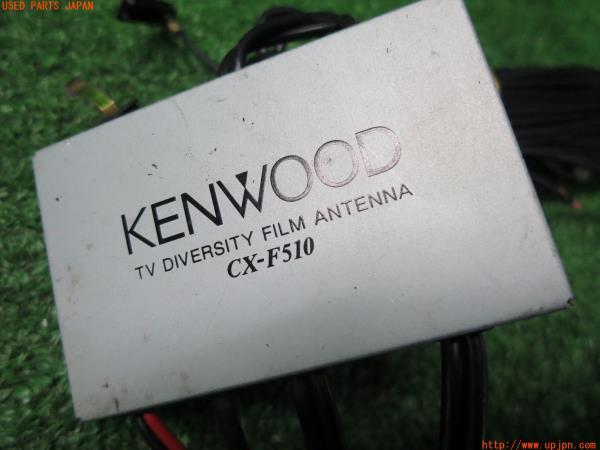 USED PARTS JAPAN
KENWOOD
TV DIVERSITY FILM ANTENNA
CX-F510
http://www.upjpn.com/